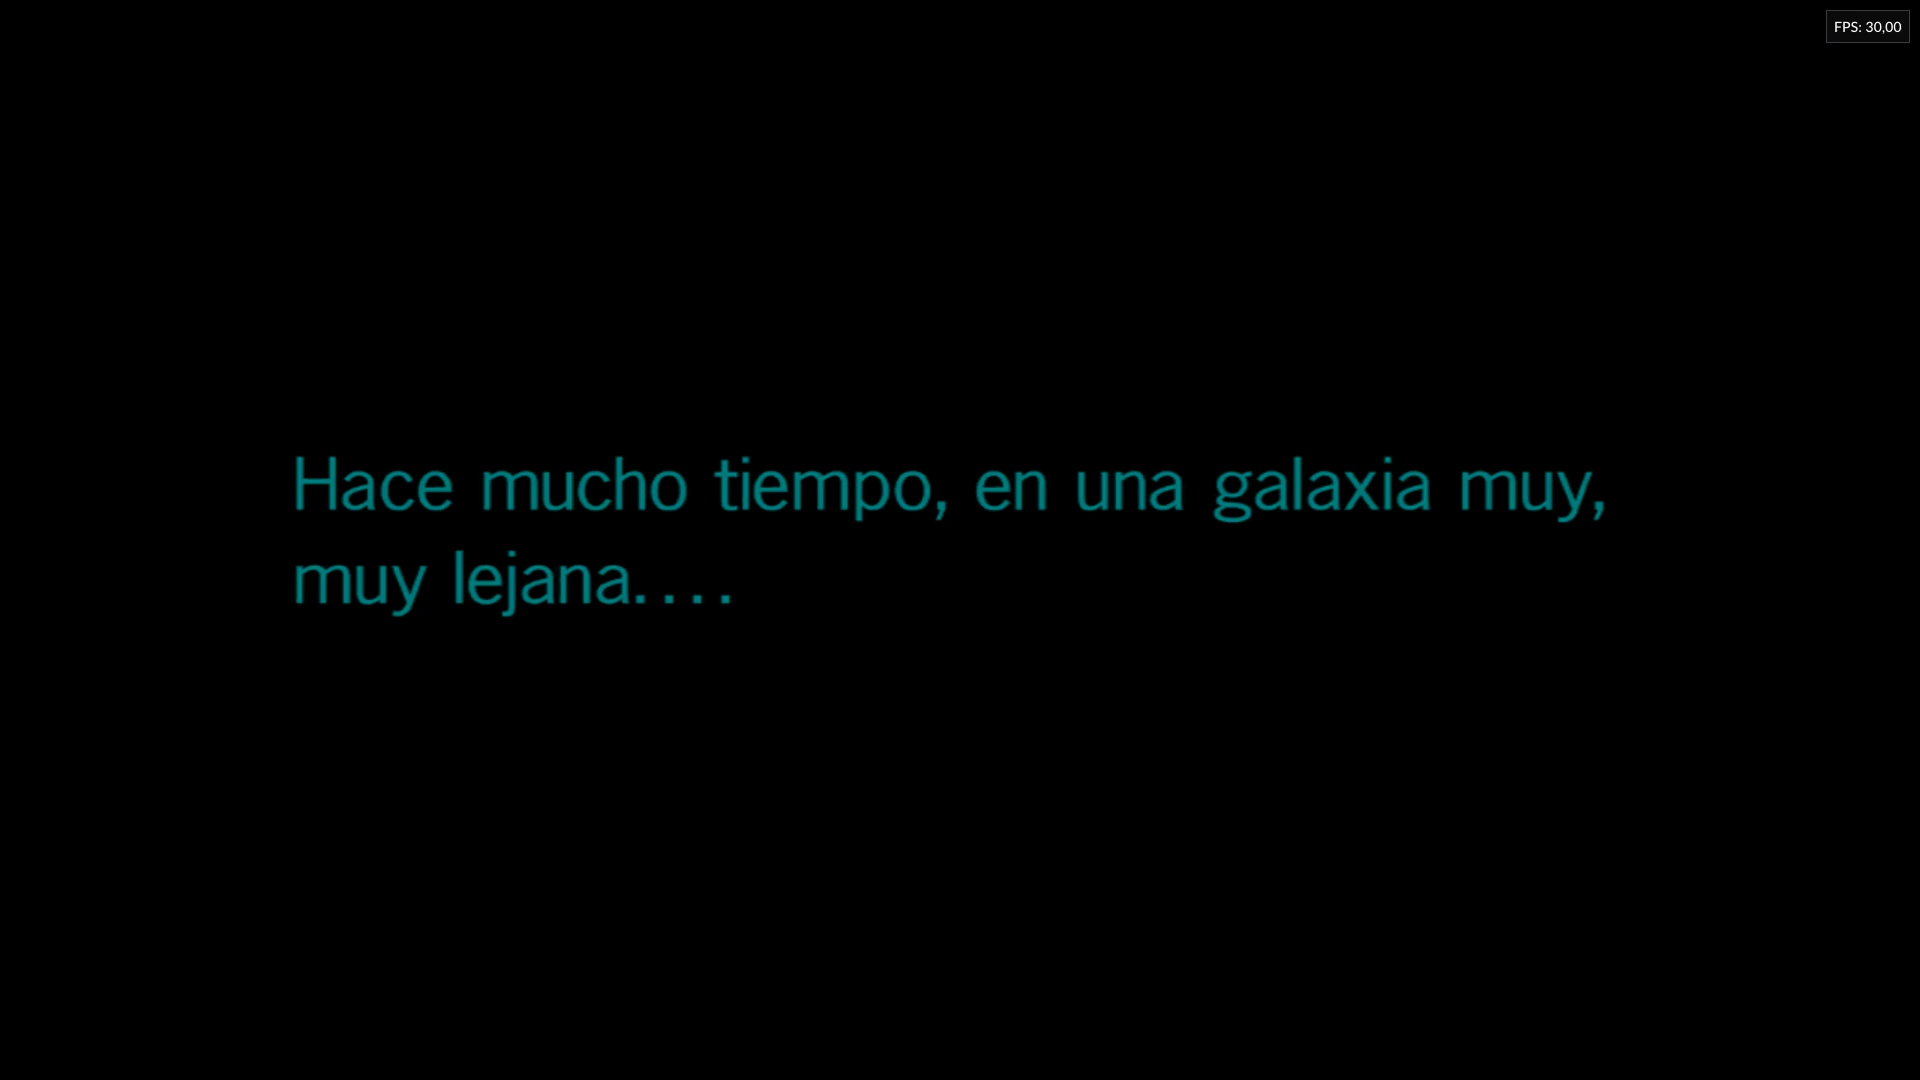 FPS: 30,00
Hace mucho tiempo, en una galaxia muy,
muy lejana....